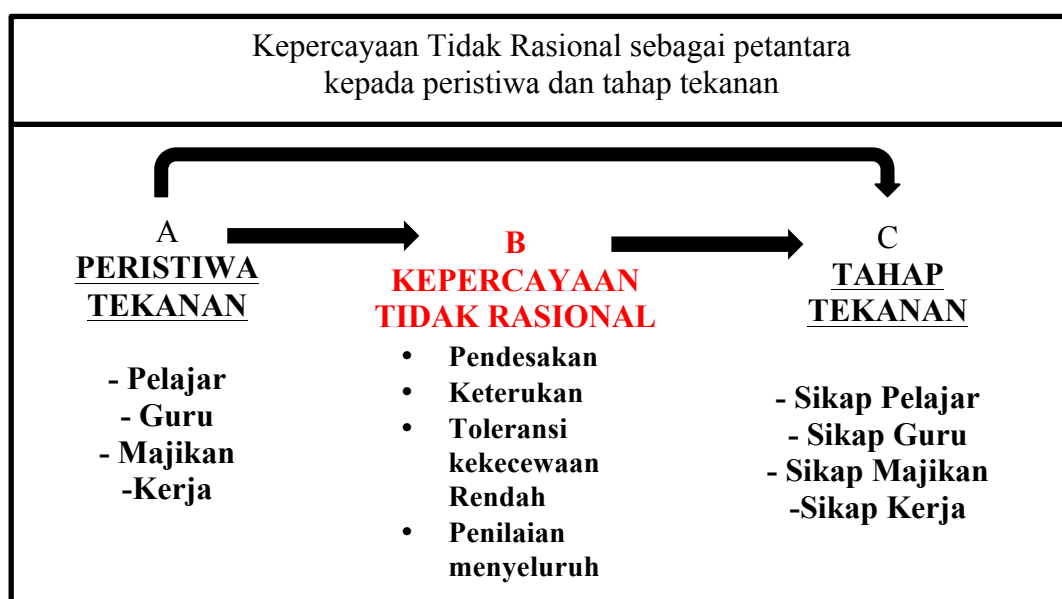 Kepercayaan Tidak Rasional sebagai petantara
kepada peristiwa dan tahap tekanan
A
PERISTIWA
TEKANAN
- Pelajar
- Guru
- Majikan
-Kerja
B
KEPERCAYAAN
TIDAK RASIONAL
• Pendesakan
• Keterukan
• Toleransi
kekecewaan
Rendah
• Penilaian
menyeluruh
C
TAHAP
TEKANAN
- Sikap Pelajar
- Sikap Guru
- Sikap Majikan
-Sikap Kerja